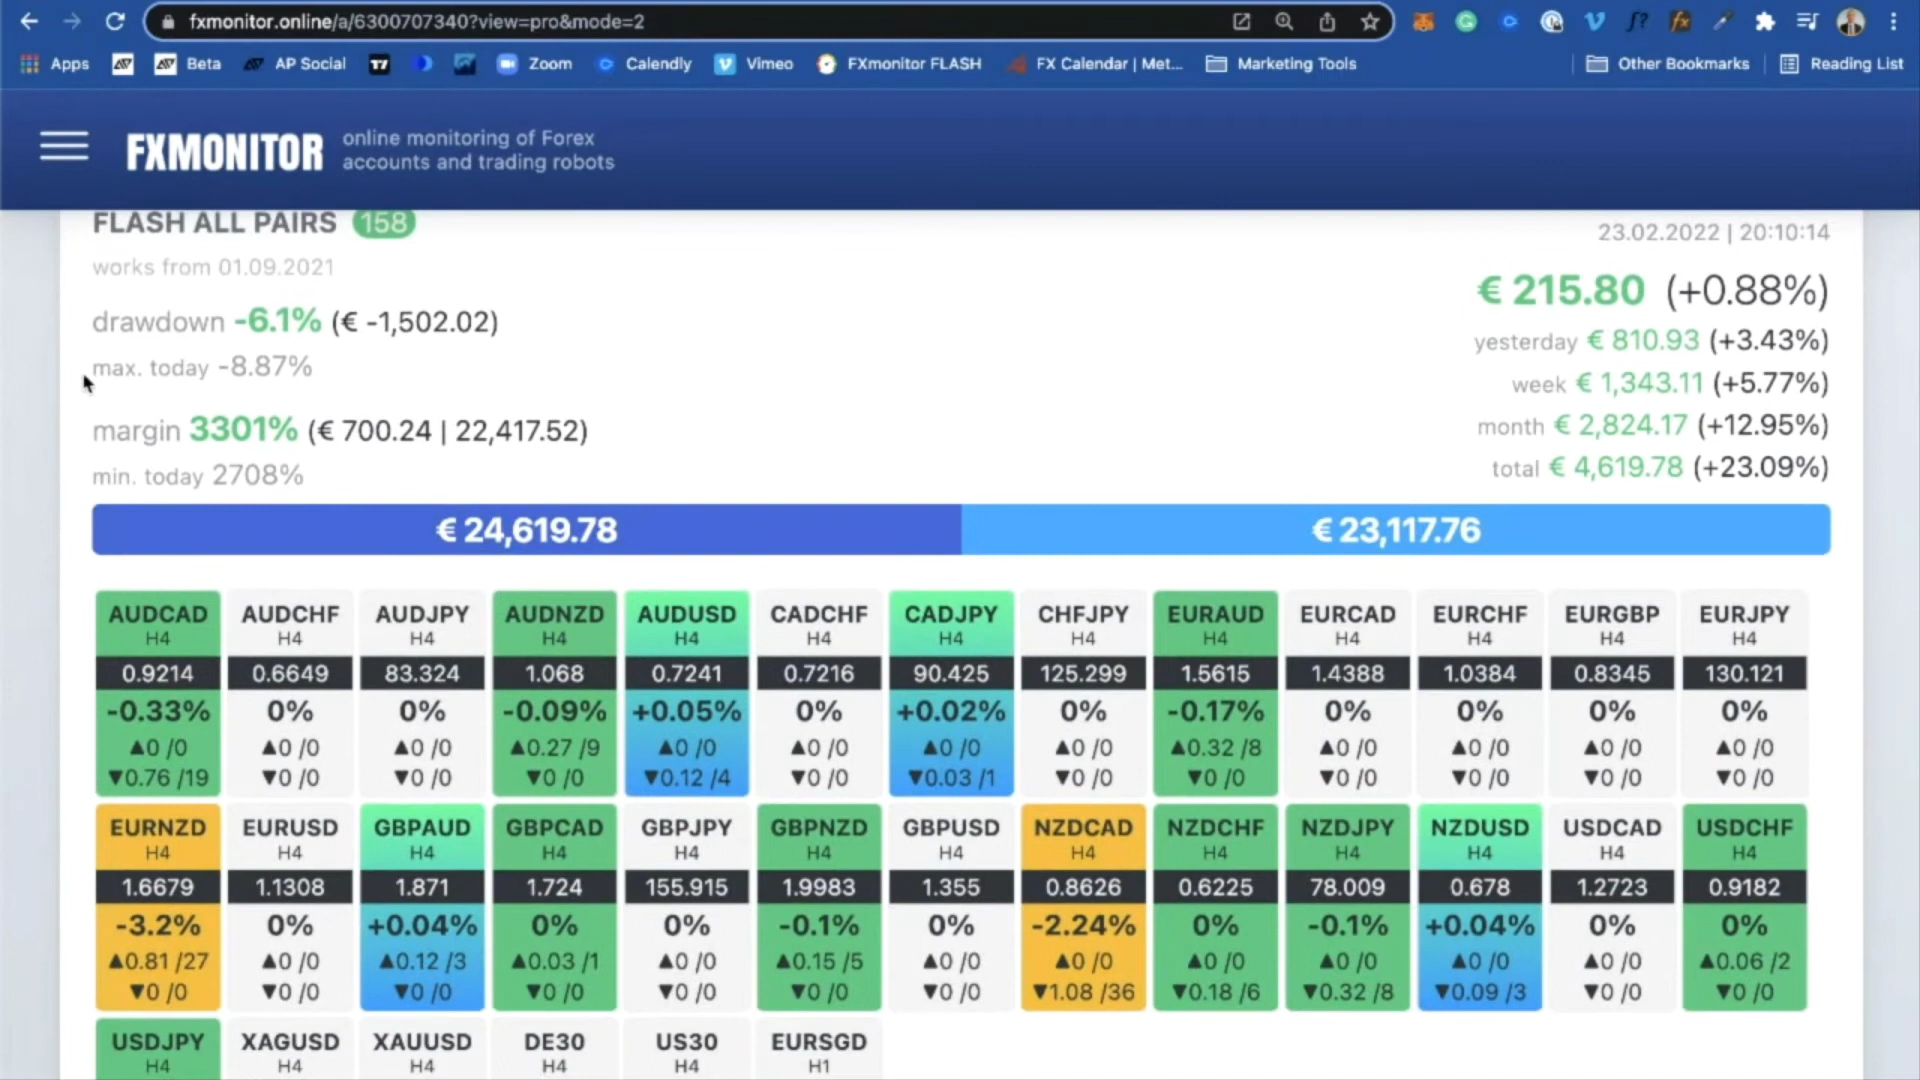 fxmonitor.online/a/6300707340?view=pro&mode=2
Apps Beta AP Social Zoom Calendly Vimeo FXmonitor FLASH FX Calendar | Met... Marketing Tools Other Bookmarks Reading List
FXMONITOR online monitoring of Forex
accounts and trading robots
FLASH ALL PAIRS 158
23.02.2022 | 20:10:14
works from 01.09.2021
€ 215.80 (+0.88%)
drawdown -6.1% (€ -1,502.02)
yesterday € 810.93 (+3.43%)
max. today -8.87%
week € 1,343.11 (+5.77%)
margin 3301% (€ 700.24 | 22,417.52)
month € 2,824.17 (+12.95%)
min. today 2708%
total € 4,619.78 (+23.09%)
€ 24,619.78 € 23,117.76
AUDCAD AUDCHF AUDJPY AUDNZD AUDUSD CADCHF CADJPY CHFJPY EURAUD EURCAD EURCHF EURGBP EURJPY
H4 H4 H4 H4 H4 H4 H4 H4 H4 H4 H4 H4 H4
0.9214 0.6649 83.324 1.068 0.7241 0.7216 90.425 125.299 1.5615 1.4388 1.0384 0.8345 130.121
-0.33% 0% 0% -0.09% +0.05% 0% +0.02% 0% -0.17% 0% 0% 0% 0%
▲0 /0 ▲0 /0 ▲0 /0 ▲0.27 /9 ▲0 /0 ▲0 /0 ▲0 /0 ▲0 /0 ▲0.32 /8 ▲0 /0 ▲0 /0 ▲0 /0 ▲0 /0
▼0.76 /19 ▼0 /0 ▼0 /0 ▼0 /0 ▼0.12 /4 ▼0 /0 ▼0.03 /1 ▼0 /0 ▼0 /0 ▼0 /0 ▼0 /0 ▼0 /0 ▼0 /0
EURNZD EURUSD GBPAUD GBPCAD GBPJPY GBPNZD GBPUSD NZDCAD NZDCHF NZDJPY NZDUSD USDCAD USDCHF
H4 H4 H4 H4 H4 H4 H4 H4 H4 H4 H4 H4 H4
1.6679 1.1308 1.871 1.724 155.915 1.9983 1.355 0.8626 0.6225 78.009 0.678 1.2723 0.9182
-3.2% 0% +0.04% 0% 0% -0.1% 0% -2.24% 0% -0.1% +0.04% 0% 0%
▲0.81 /27 ▲0 /0 ▲0.12 /3 ▲0.03 /1 ▲0 /0 ▲0.15 /5 ▲0 /0 ▲0 /0 ▲0 /0 ▲0 /0 ▲0 /0 ▲0 /0 ▲0.06 /2
▼0 /0 ▼0 /0 ▼0 /0 ▼0 /0 ▼0 /0 ▼0 /0 ▼0 /0 ▼1.08 /36 ▼0.18 /6 ▼0.32 /8 ▼0.09 /3 ▼0 /0 ▼0 /0
USDJPY XAGUSD XAUUSD DE30 US30 EURSGD
H4 H4 H4 H4 H4 H1